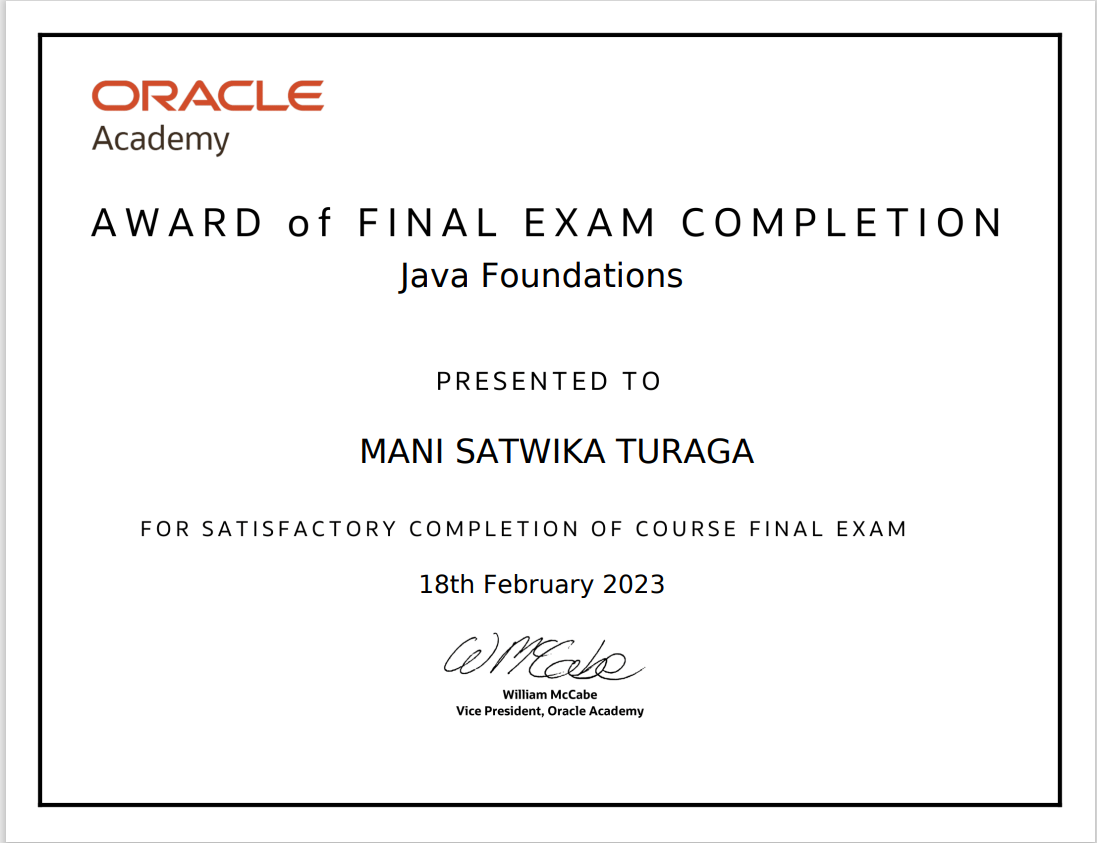 ORACLE
Academy
AWARD of FINAL EXAM COMPLETION
Java Foundations
PRESENTED TO
MANI SATWIKA TURAGA
FOR SATISFACTORY COMPLETION OF COURSE FINAL EXAM
18th February 2023
W McCabe
William McCabe
Vice President, Oracle Academy